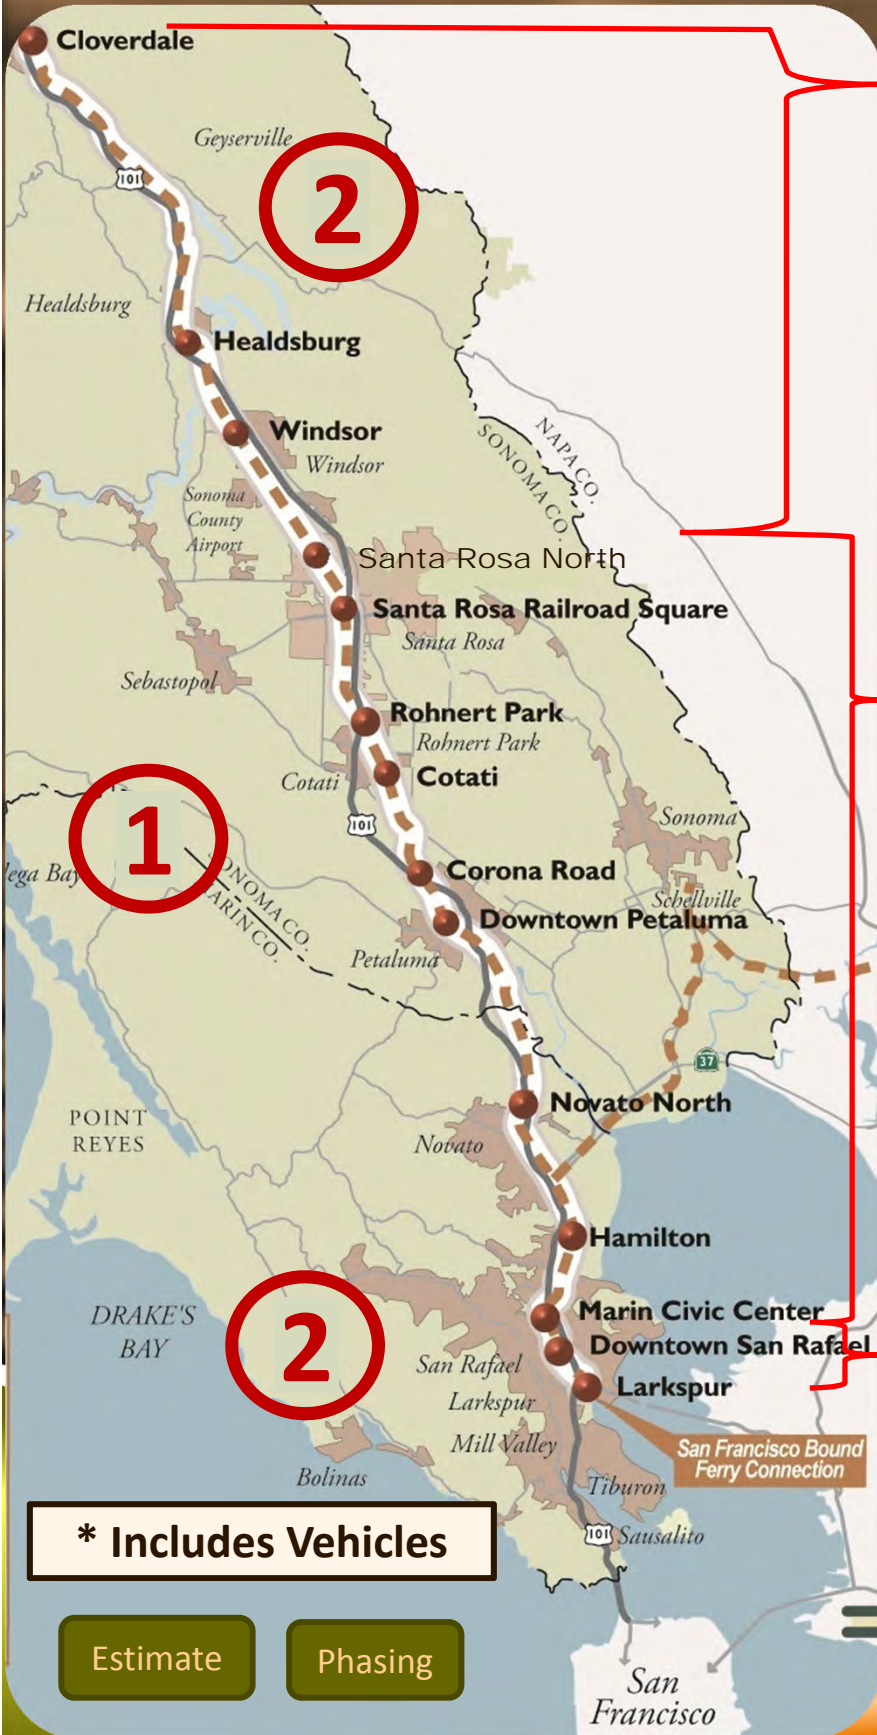 Cloverdale
Geyserville
2
101
Healdsburg
Healdsburg
Windsor
Windsor
NAPA CO.
SONOMA CO.
Sonoma
County
Airport
Santa Rosa North
Santa Rosa Railroad Square
Santa Rosa
Sebastopol
Rohnert Park
Rohnert Park
Cotati
Cotati
101
1
Sonoma
Corona Road
lega Bay
Schellville
SONOMA CO.
MARIN CO.
Downtown Petaluma
Petaluma
37
Novato North
POINT
REYES
Novato
Hamilton
DRAKE'S
BAY
2
Marin Civic Center
Downtown San Rafael
San Rafael
Larkspur
Larkspur
Mill Valley
San Francisco Bound
Ferry Connection
Bolinas
Tiburon
* Includes Vehicles
101
Sausalito
Estimate
Phasing
San
Francisco